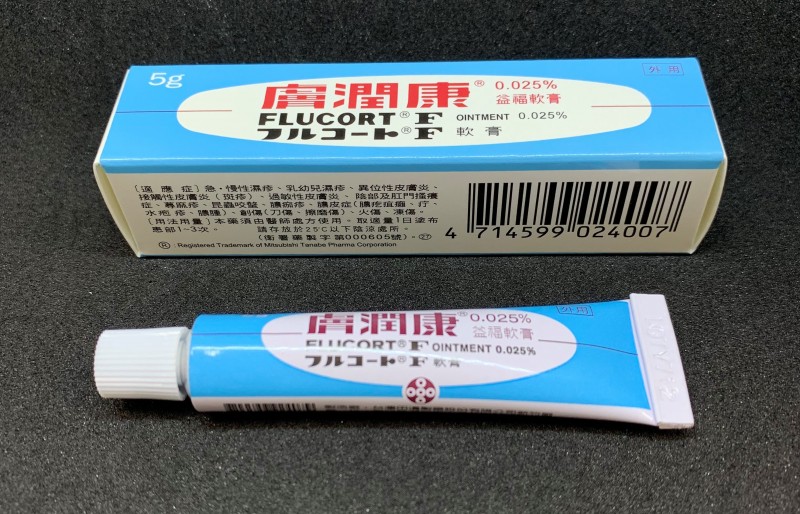 5g
外用
膚潤康® 0.025%
益福軟膏
FLUCORT® F OINTMENT 0.025%
フルコート® F 軟膏
〔適應症〕急・慢性濕疹、乳幼兒濕疹、異位性皮膚炎、
接觸性皮膚炎(斑疹)、過敏性皮膚炎、陰部及肛門搔癢
症、蕁麻疹、昆蟲咬螫、膿痂疹、膿皮症(膿疙疽癤、疔、
水疱疹、膿腫)、創傷(刀傷、擦磨傷)、火傷、凍傷。
〔用法用量〕本藥須由醫師處方使用。取適量1日塗布
患部1~3次。 請存放於25℃以下陰涼處所。
(衛署藥製字第000605號)。㉗
Ⓡ: Registered Trademark of Mitsubishi Tanabe Pharma Corporation
4 714599 024007
外用
膚潤康® 0.025%
益福軟膏
FLUCORT® F OINTMENT 0.025%
フルコート® F 軟膏